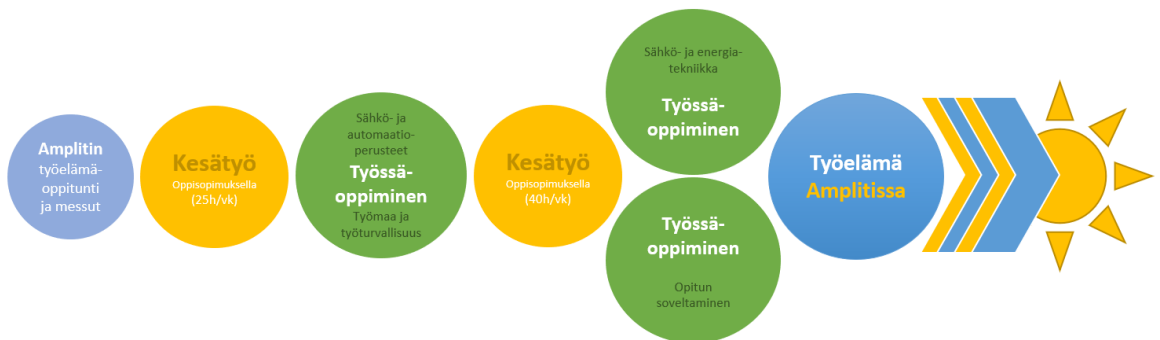 Amplitin
työelämä-
oppitunti
ja messut
Kesätyö
Oppisopimuksella
(25h/vk)
Sähkö- ja
automaatio-
perusteet
Työssä-
oppiminen
Työmaa ja
työturvallisuus
Kesätyö
Oppisopimuksella
(40h/vk)
Sähkö- ja energia-
tekniikka
Työssä-
oppiminen
Työssä-
oppiminen
Opitun
soveltaminen
Työelämä
Amplitissa